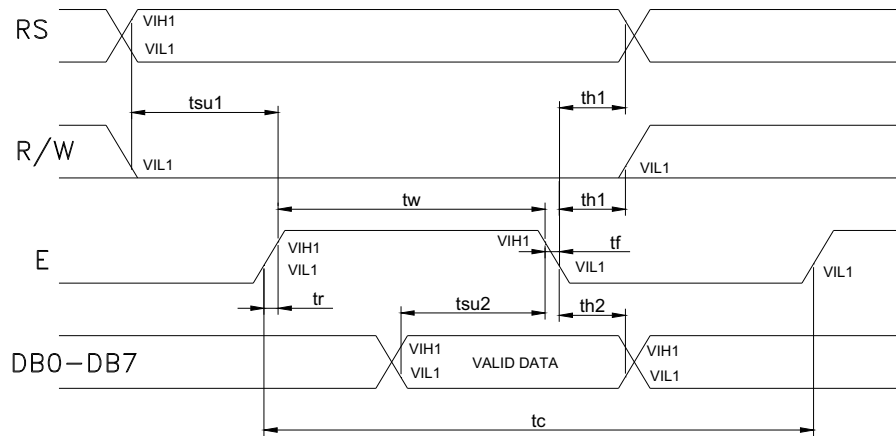 RS
VIH1
VIL1
tsu1
th1
R/W
VIL1
VIL1
tw
th1
E
VIH1
VIL1
VIH1
tf
VIL1
VIL1
tr
tsu2
th2
DB0-DB7
VIH1
VIL1
VALID DATA
VIH1
VIL1
tc